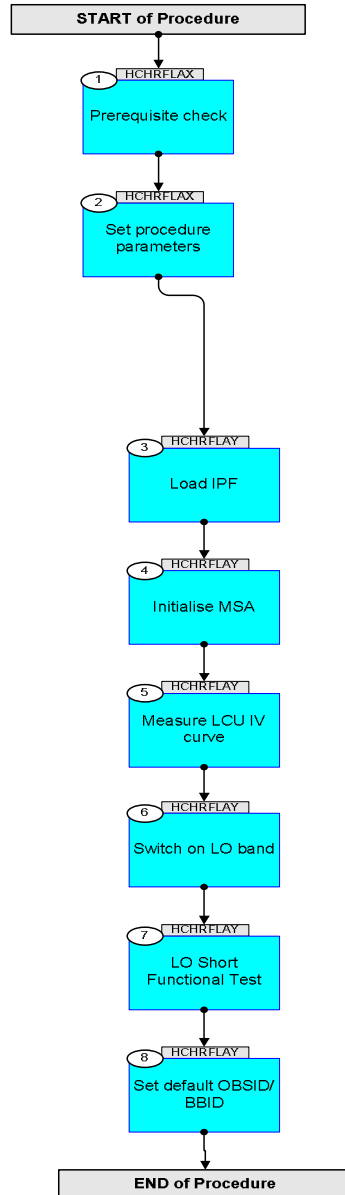 START of Procedure
HCHRFLAX
1
Prerequisite check
HCHRFLAX
2
Set procedure
parameters
HCHRFLAY
3
Load IPF
HCHRFLAY
4
Initialise MSA
HCHRFLAY
5
Measure LCU IV
curve
HCHRFLAY
6
Switch on LO band
HCHRFLAY
7
LO Short
Functional Test
HCHRFLAY
8
Set default OBSID/
BBID
END of Procedure